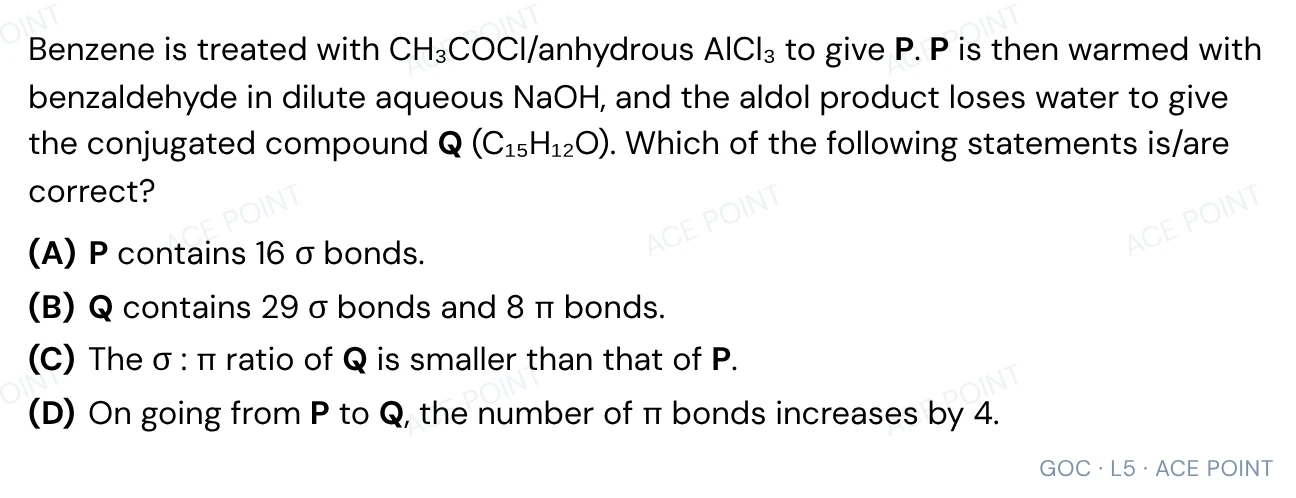 Benzene is treated with CH₃COCl/anhydrous AlCl₃ to give P. P is then warmed with
benzaldehyde in dilute aqueous NaOH, and the aldol product loses water to give
the conjugated compound Q (C₁₅H₁₂O). Which of the following statements is/are
correct?
(A) P contains 16 σ bonds.
(B) Q contains 29 σ bonds and 8 π bonds.
(C) The σ : π ratio of Q is smaller than that of P.
(D) On going from P to Q, the number of π bonds increases by 4.
GOC · L5 · ACE POINT